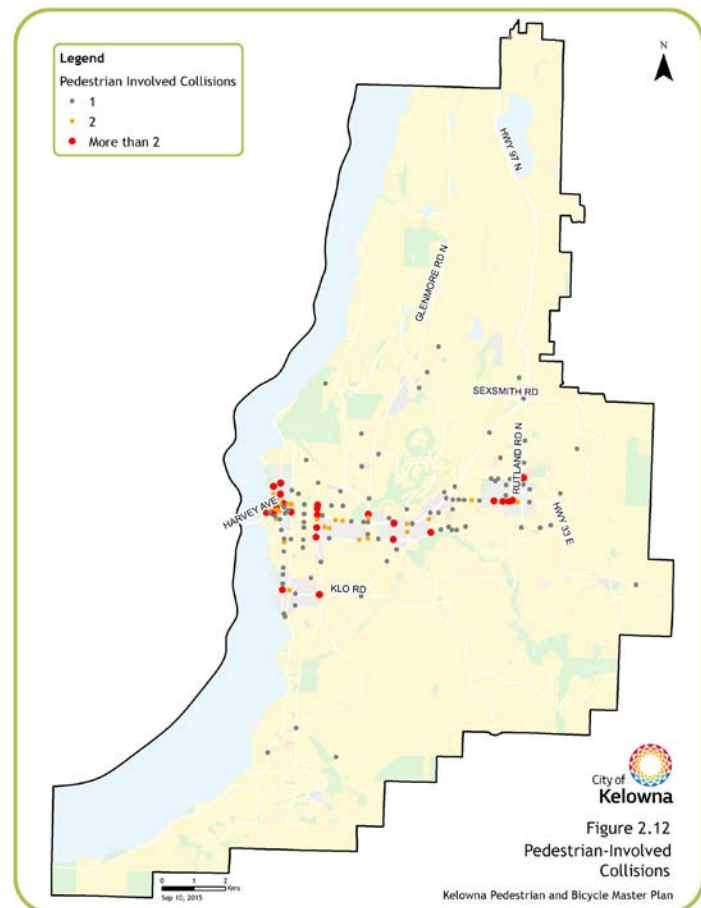 Legend
Pedestrian Involved Collisions
1
2
More than 2
N
HWY 97 N
GLENMORE RD N
SEXSMITH RD
RUTLAND RD N
HARVEY AVE
HWY 33 E
KLO RD
City of
Kelowna
Figure 2.12
Pedestrian-Involved
Collisions
Kelowna Pedestrian and Bicycle Master Plan
0 1 2
Kms
Sep 10, 2015